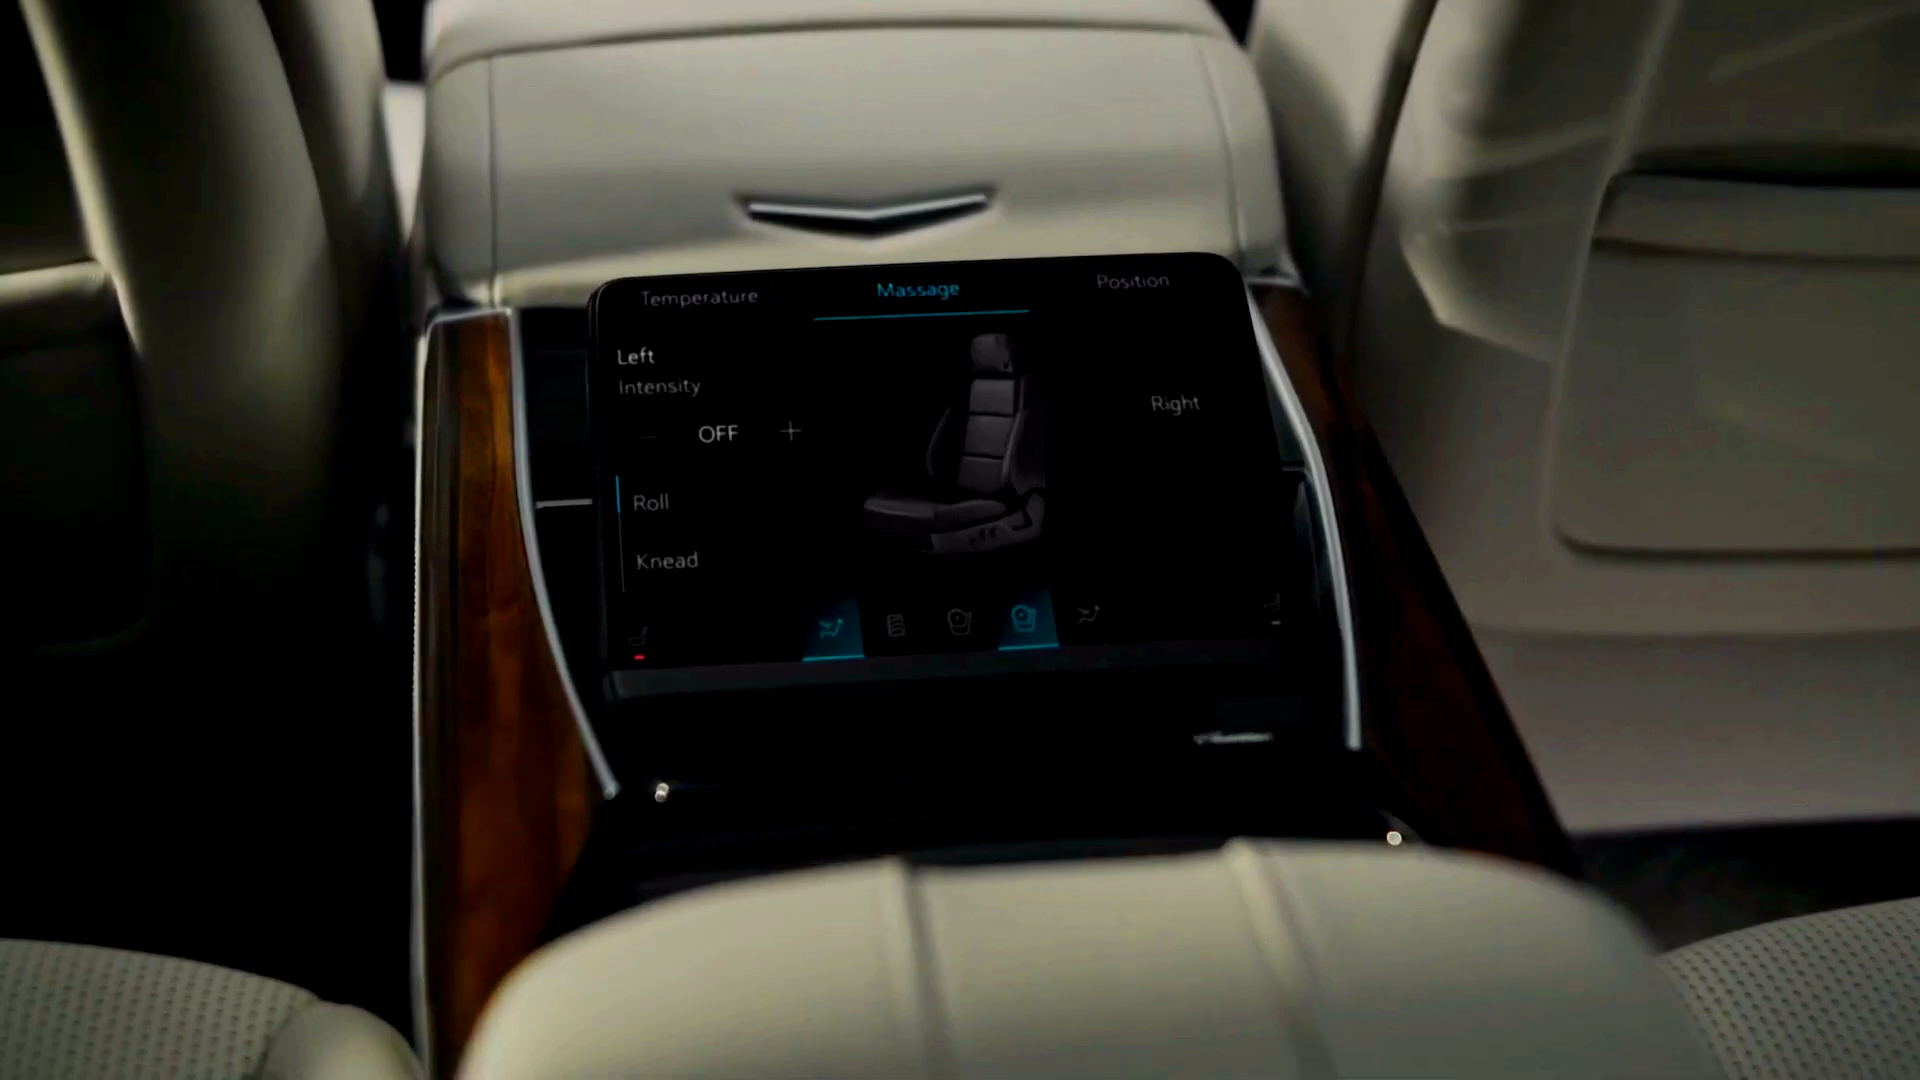 Temperature Massage Position
Left
Intensity
Right
OFF +
Roll
Knead